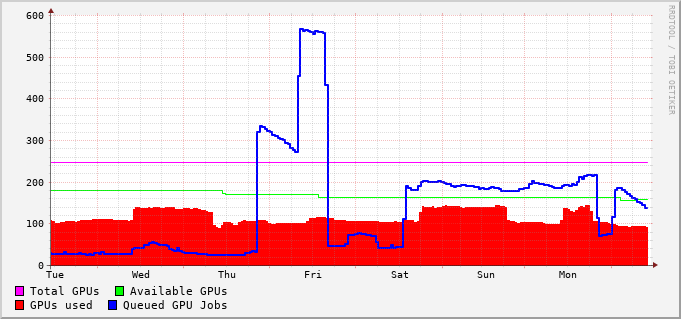 600
500
400
300
200
100
0
Tue Wed Thu Fri Sat Sun Mon
Total GPUs Available GPUs
GPUs used Queued GPU Jobs
RRDTOOL / TOBI OETIKER